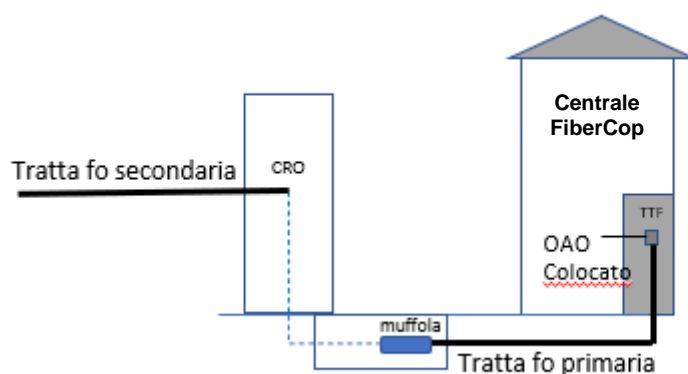 Centrale
FiberCop
Tratta fo secondaria
CRO
TTF
OAO
Colocato
muffola
Tratta fo primaria